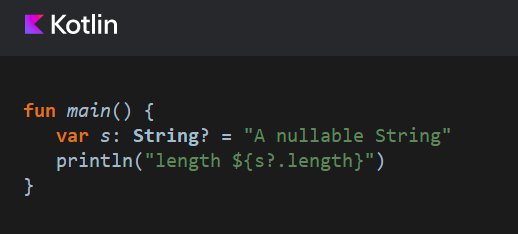 Kotlin
fun main() {
   var s: String? = "A nullable String"
   println("length ${s?.length}")
}